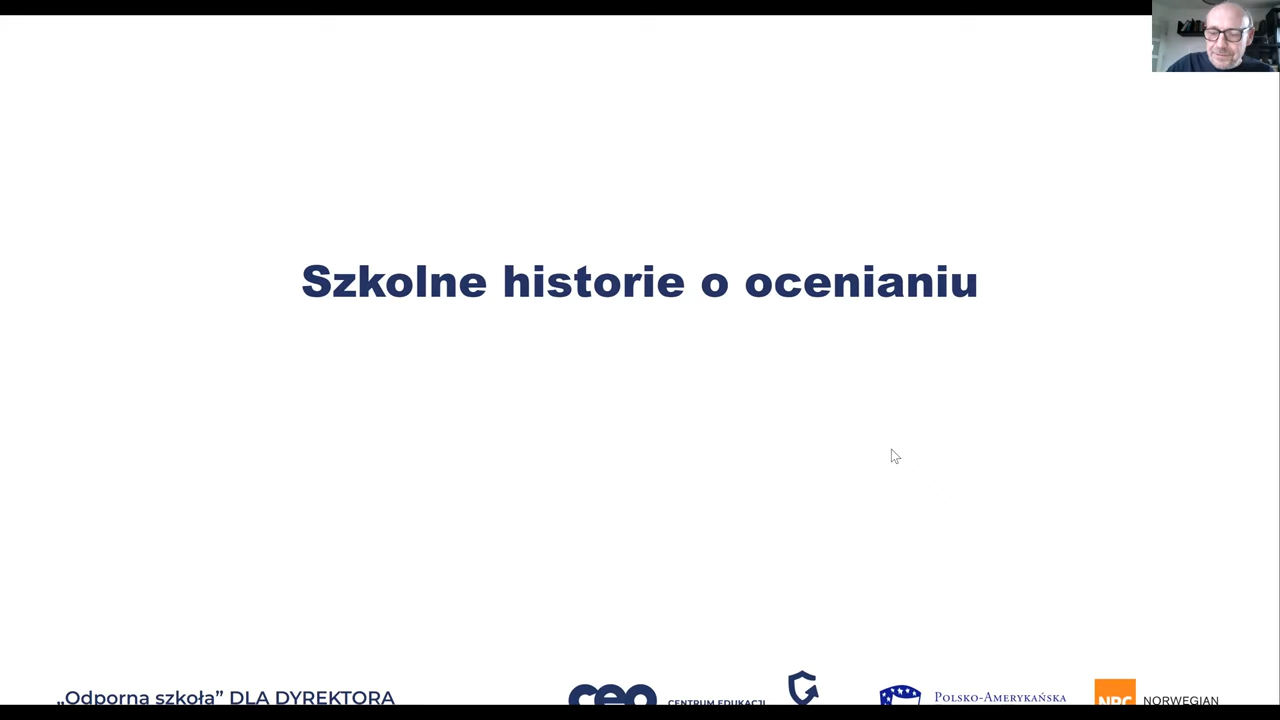 Szkolne historie o ocenianiu
„Odporna szkoła” DLA DYREKTORA
ceo
CENTRUM EDUKACJI
POLSKO-AMERYKAŃSKA
NRC
NORWEGIAN